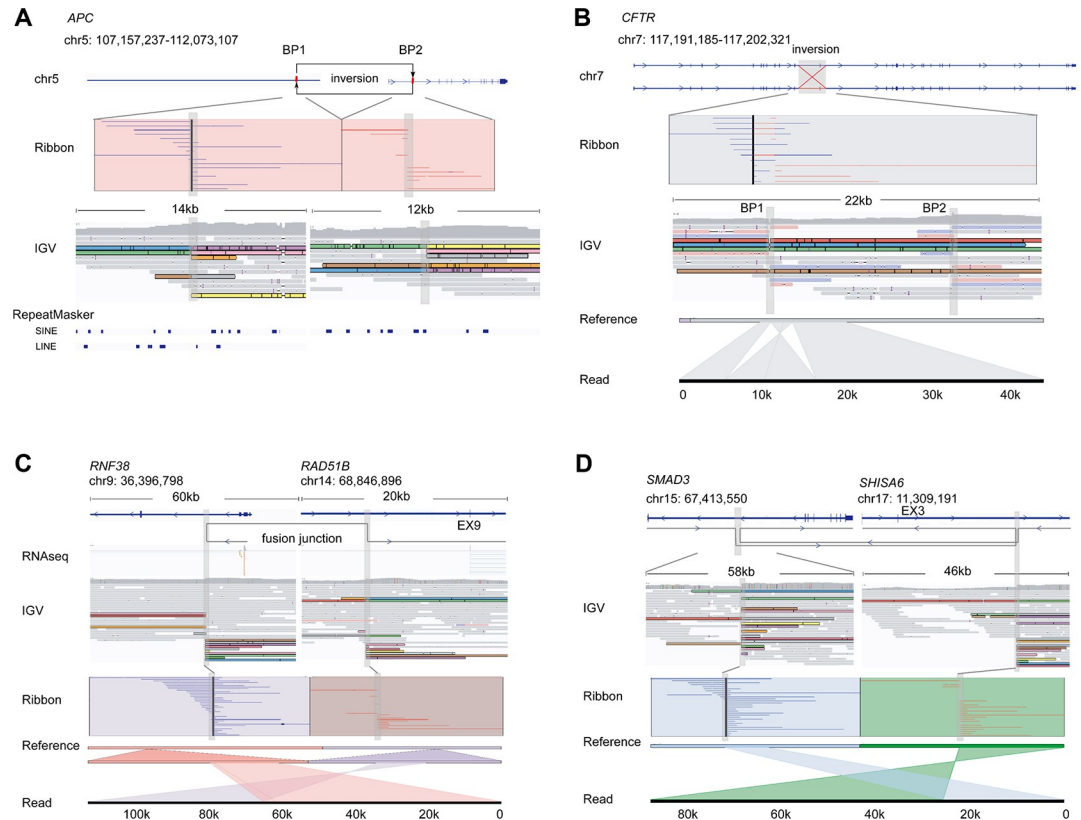 A
APC
chr5: 107,157,237-112,073,107
BP1
BP2
chr5
inversion
Ribbon
14kb
12kb
IGV
RepeatMasker
SINE
LINE
B
CFTR
chr7: 117,191,185-117,202,321
inversion
chr7
Ribbon
22kb
BP1
BP2
IGV
Reference
Read
0 10k 20k 30k 40k
C
RNF38
chr9: 36,396,798
60kb
RAD51B
chr14: 68,846,896
20kb
EX9
fusion junction
RNAseq
IGV
Ribbon
Reference
Read
100k 80k 60k 40k 20k 0
D
SMAD3
chr15: 67,413,550
SHISA6
chr17: 11,309,191
EX3
58kb
46kb
IGV
Ribbon
Reference
Read
80k 60k 40k 20k 0